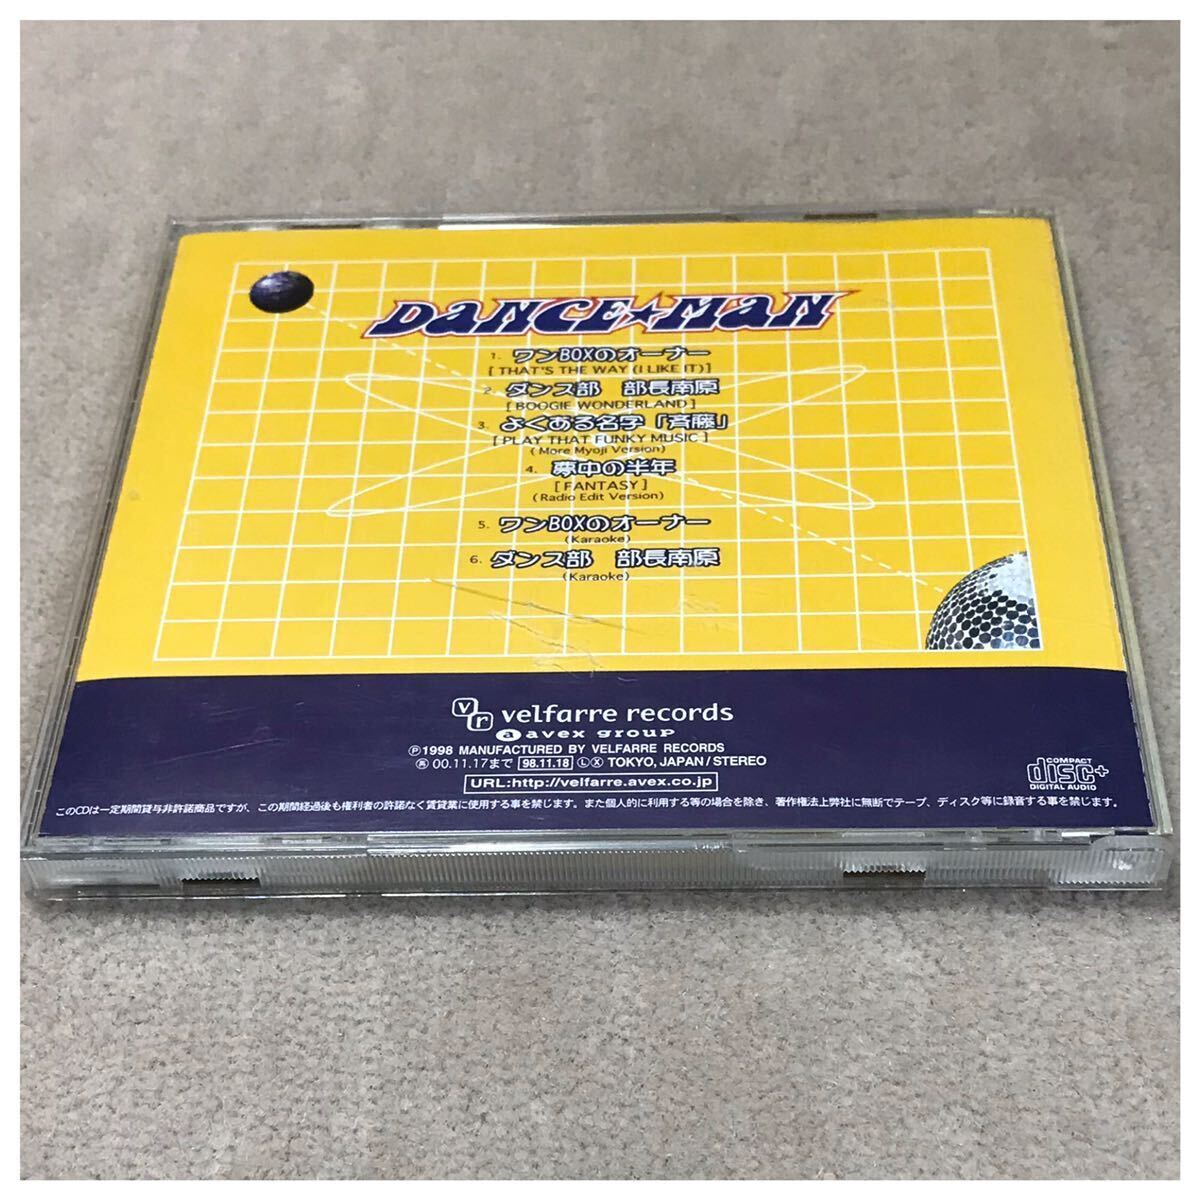 DANCE★MAN
1. ワンBOXのオーナー
[ THAT'S THE WAY (I LIKE IT) ]
2. ダンス部 部長南原
[ BOOGIE WONDERLAND ]
3. よくある名字「斉藤」
[ PLAY THAT FUNKY MUSIC ]
( More Myoji Version)
4. 夢中の半年
[ FANTASY ]
(Radio Edit Version)
5. ワンBOXのオーナー
(Karaoke)
6. ダンス部 部長南原
(Karaoke)
vr velfarre records
a avex group
Ⓟ1998 MANUFACTURED BY VELFARRE RECORDS
㊢00.11.17まで 98.11.18 Ⓛ Ⓧ TOKYO, JAPAN / STEREO
URL:http://velfarre.avex.co.jp
COMPACT
disc+
DIGITAL AUDIO
このCDは一定期間貸与非許諾商品ですが、この期間経過後も権利者の許諾なく賃貸業に使用する事を禁じます。また個人的に利用する等の場合を除き、著作権法上弊社に無断でテープ、ディスク等に録音する事を禁じます。